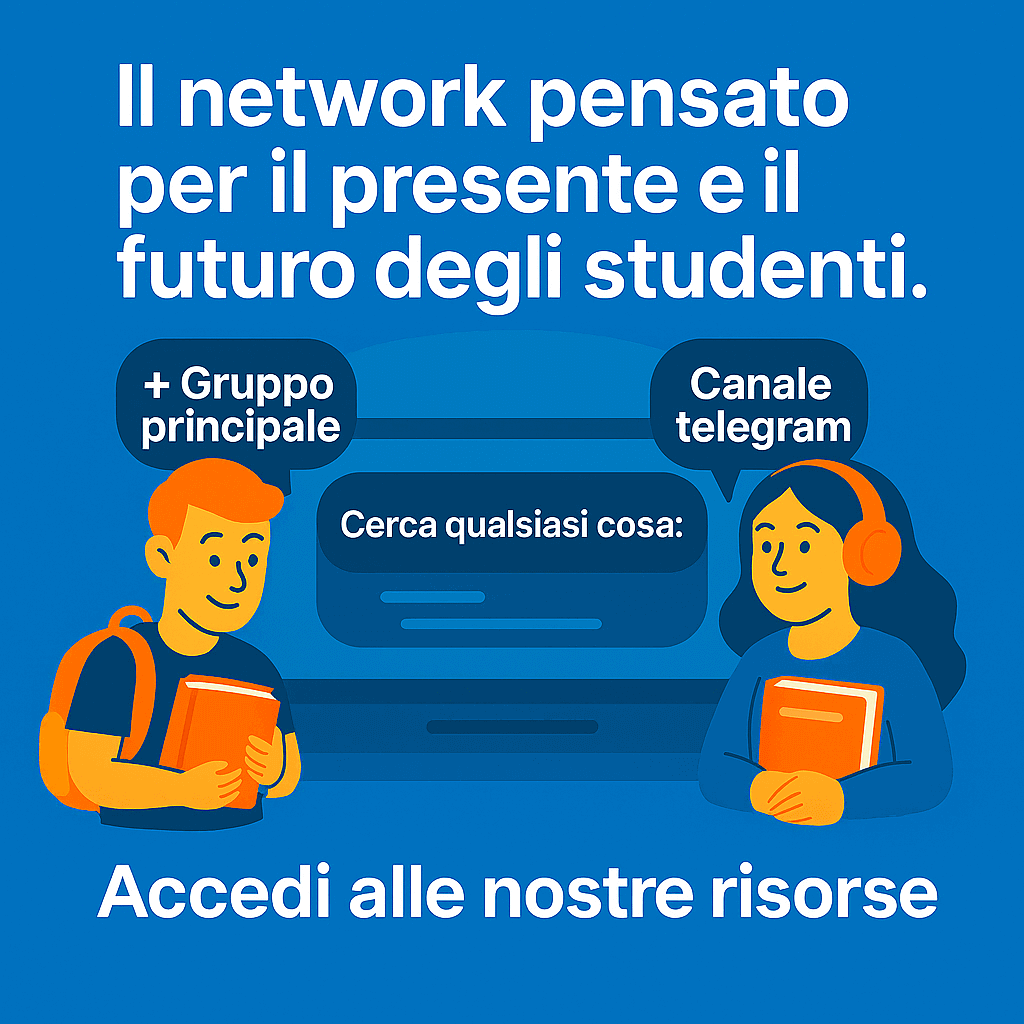 Il network pensato
per il presente e il
futuro degli studenti.
+ Gruppo
principale
Canale
telegram
Cerca qualsiasi cosa:
Accedi alle nostre risorse